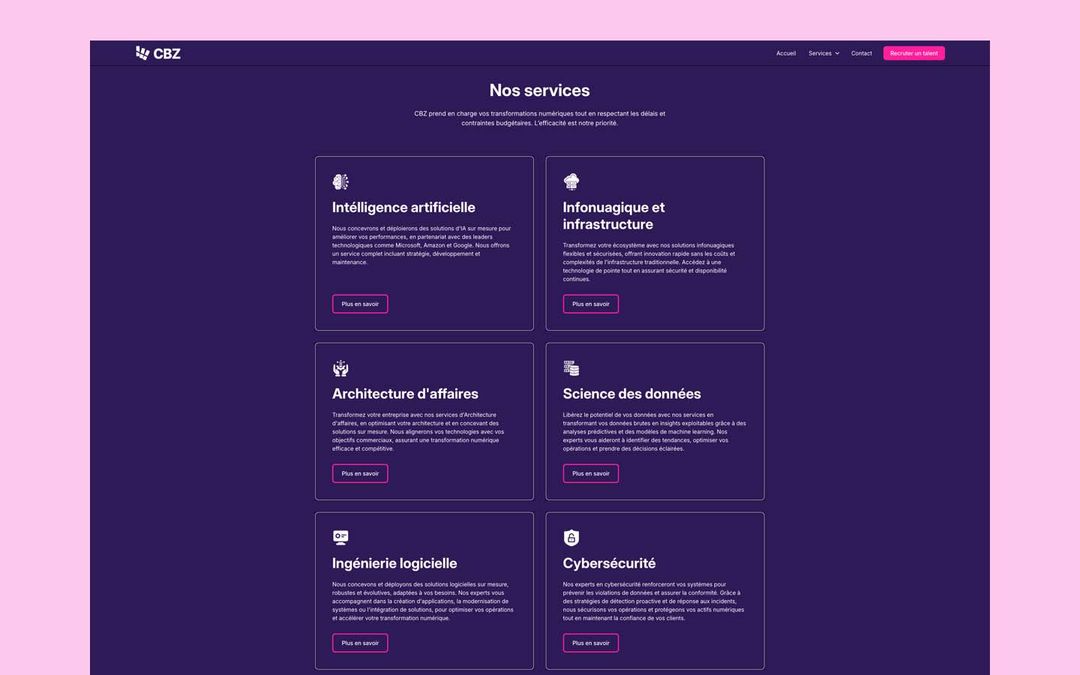 CBZ
Accueil Services Contact Recruter un talent
Nos services
CBZ prend en charge vos transformations numériques tout en respectant les délais et
contraintes budgétaires. L'efficacité est notre priorité.
Intélligence artificielle
Nous concevrons et déploierons des solutions d'IA sur mesure pour
améliorer vos performances, en partenariat avec des leaders
technologiques comme Microsoft, Amazon et Google. Nous offrons
un service complet incluant stratégie, développement et
maintenance.
Plus en savoir
Infonuagique et
infrastructure
Transformez votre écosystème avec nos solutions infonuagiques
flexibles et sécurisées, offrant innovation rapide sans les coûts et
complexités de l'infrastructure traditionnelle. Accédez à une
technologie de pointe tout en assurant sécurité et disponibilité
continues.
Plus en savoir
Architecture d'affaires
Transformez votre entreprise avec nos services d'Architecture
d'affaires, en optimisant votre architecture et en concevant des
solutions sur mesure. Nous alignerons vos technologies avec vos
objectifs commerciaux, assurant une transformation numérique
efficace et compétitive.
Plus en savoir
Science des données
Libérez le potentiel de vos données avec nos services en
transformant vos données brutes en insights exploitables grâce à des
analyses prédictives et des modèles de machine learning. Nos
experts vous aideront à identifier des tendances, optimiser vos
opérations et prendre des décisions éclairées.
Plus en savoir
Ingénierie logicielle
Nous concevons et déployons des solutions logicielles sur mesure,
robustes et évolutives, adaptées à vos besoins. Nos experts vous
accompagnent dans la création d'applications, la modernisation de
systèmes ou l'intégration de solutions, pour optimiser vos opérations
et accélérer votre transformation numérique.
Plus en savoir
Cybersécurité
Nos experts en cybersécurité renforceront vos systèmes pour
prévenir les violations de données et assurer la conformité. Grâce à
des stratégies de détection proactive et de réponse aux incidents,
nous sécurisons vos opérations et protégeons vos actifs numériques
tout en maintenant la confiance de vos clients.
Plus en savoir